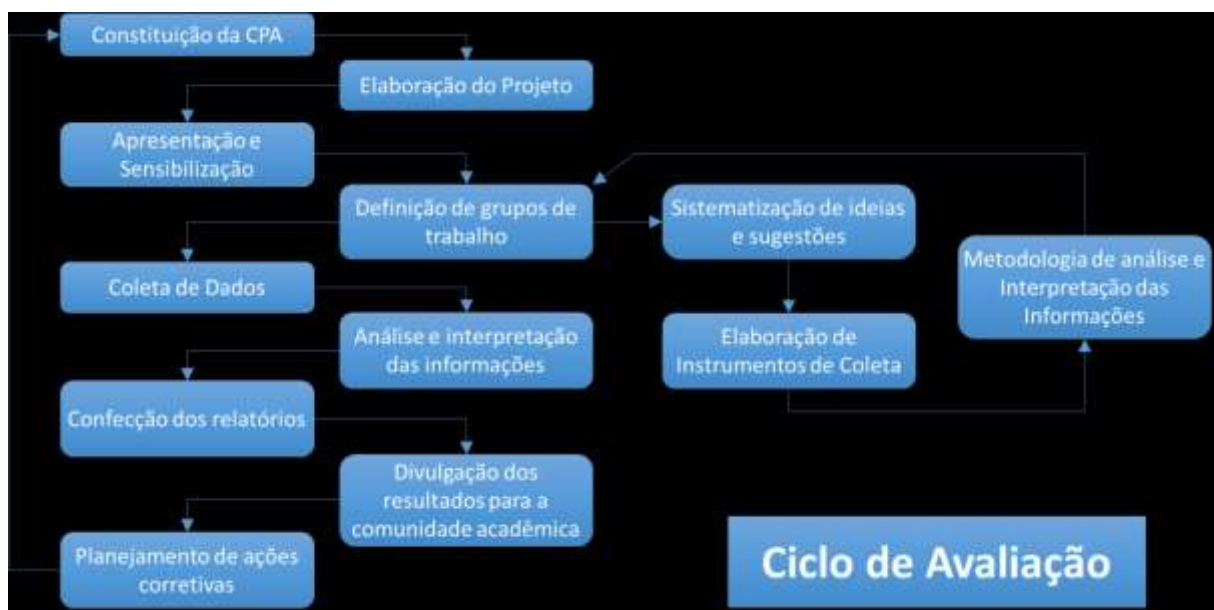 Constituição da CPA
Elaboração do Projeto
Apresentação e
Sensibilização
Definição de grupos de
trabalho
Sistematização de ideias
e sugestões
Metodologia de análise e
Interpretação das
Informações
Coleta de Dados
Análise e interpretação
das informações
Elaboração de
Instrumentos de Coleta
Confecção dos relatórios
Divulgação dos
resultados para a
comunidade acadêmica
Planejamento de ações
corretivas
Ciclo de Avaliação